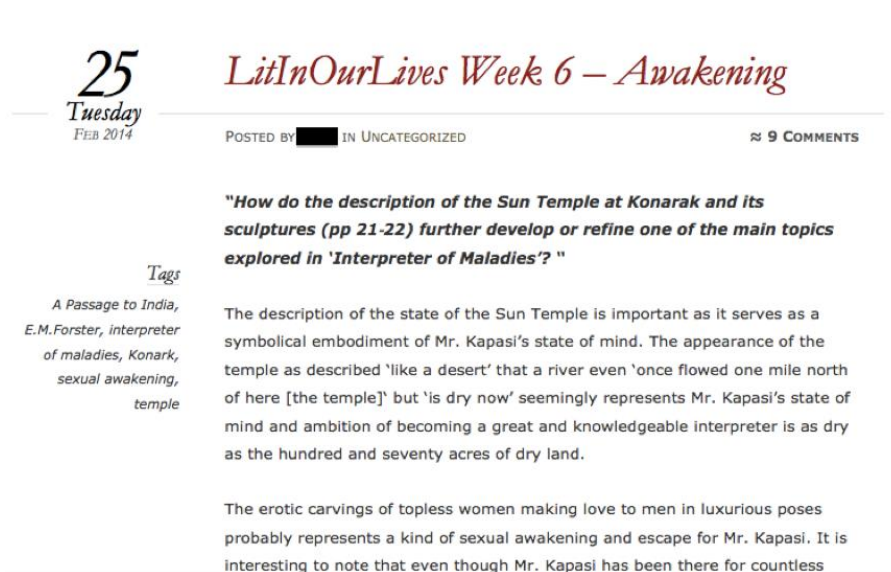 25
Tuesday
FEB 2014
LitInOurLives Week 6 – Awakening
POSTED BY IN UNCATEGORIZED
≈ 9 COMMENTS
"How do the description of the Sun Temple at Konarak and its
sculptures (pp 21-22) further develop or refine one of the main topics
explored in 'Interpreter of Maladies'? "
Tags
A Passage to India,
E.M.Forster, interpreter
of maladies, Konark,
sexual awakening,
temple
The description of the state of the Sun Temple is important as it serves as a
symbolical embodiment of Mr. Kapasi's state of mind. The appearance of the
temple as described 'like a desert' that a river even 'once flowed one mile north
of here [the temple]' but 'is dry now' seemingly represents Mr. Kapasi's state of
mind and ambition of becoming a great and knowledgeable interpreter is as dry
as the hundred and seventy acres of dry land.
The erotic carvings of topless women making love to men in luxurious poses
probably represents a kind of sexual awakening and escape for Mr. Kapasi. It is
interesting to note that even though Mr. Kapasi has been there for countless